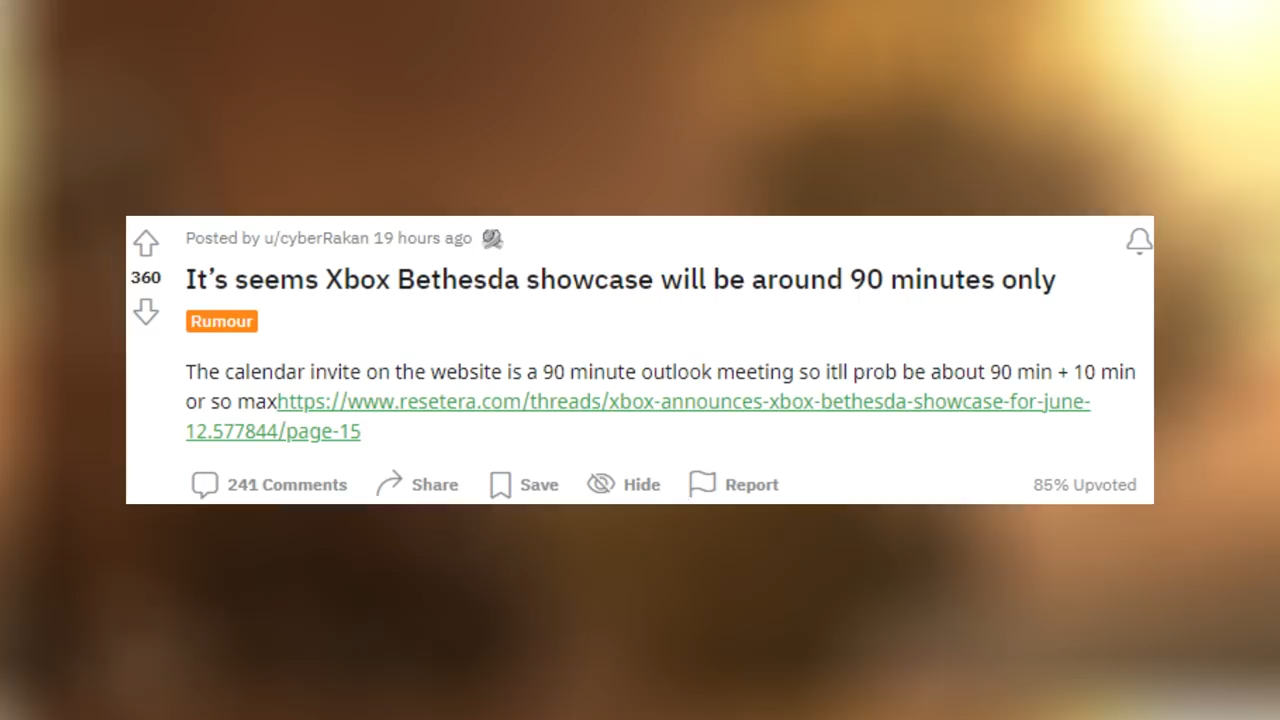 Posted by u/cyberRakan 19 hours ago
360
It's seems Xbox Bethesda showcase will be around 90 minutes only
Rumour
The calendar invite on the website is a 90 minute outlook meeting so itll prob be about 90 min + 10 min
or so maxhttps://www.resetera.com/threads/xbox-announces-xbox-bethesda-showcase-for-june-
12.577844/page-15
241 Comments Share Save Hide Report 85% Upvoted